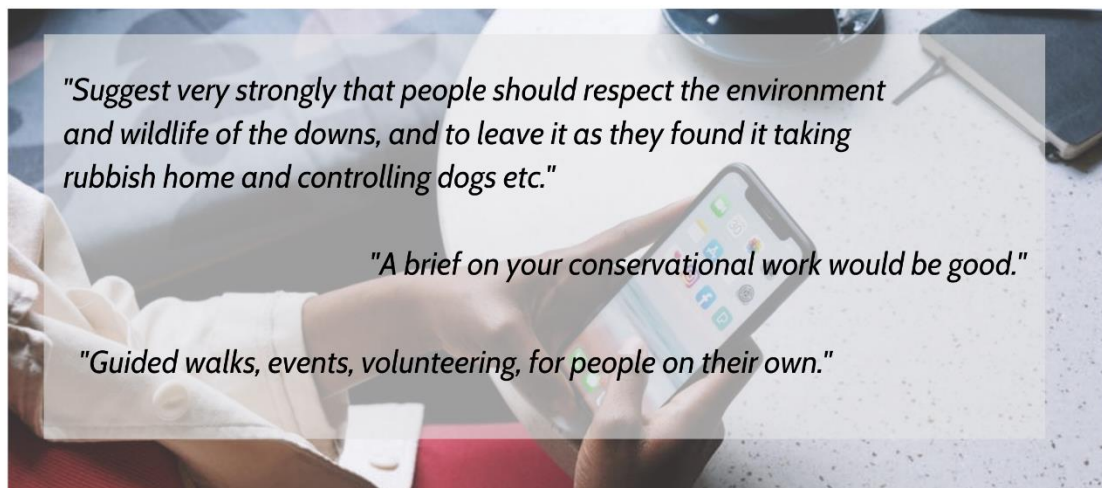 "Suggest very strongly that people should respect the environment
and wildlife of the downs, and to leave it as they found it taking
rubbish home and controlling dogs etc."
"A brief on your conservational work would be good."
"Guided walks, events, volunteering, for people on their own."